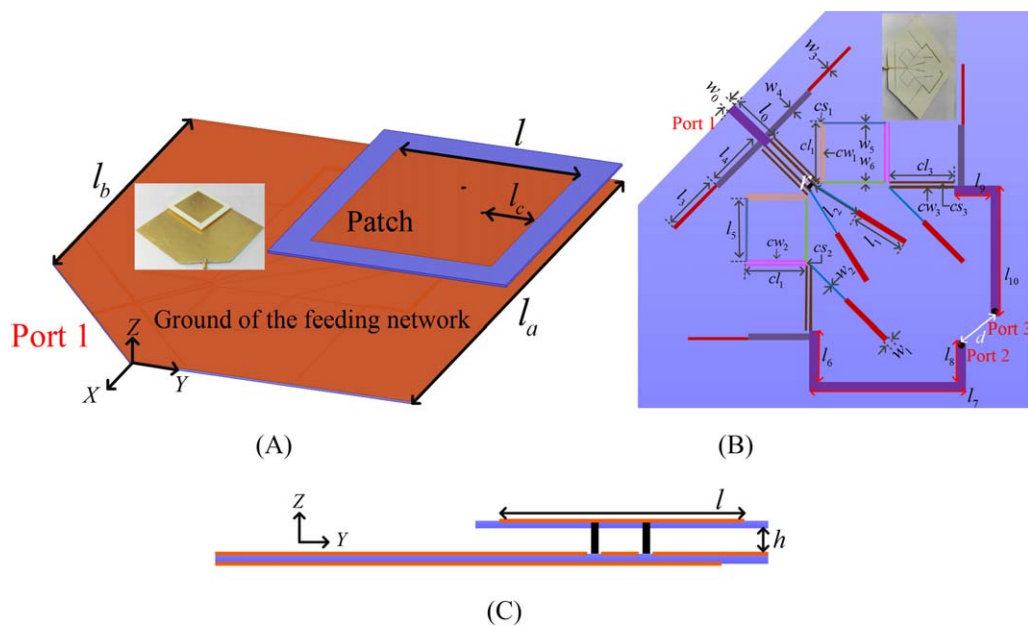 l
l_b
l_c
Patch
l_a
Ground of the feeding network
Port 1
Z
X
Y
(A)
w_3
w_0
w_4
l_0
cs_1
Port 1
cl_1
cw_1
w_5
w_6
cl_3
l_4
l_3
l_9
cw_3
cs_3
l_2
l_1
l_5
cw_2
cs_2
cl_1
w_2
l_10
w_1
d
Port 3
Port 2
l_6
l_8
l_7
(B)
Z
Y
l
h
(C)